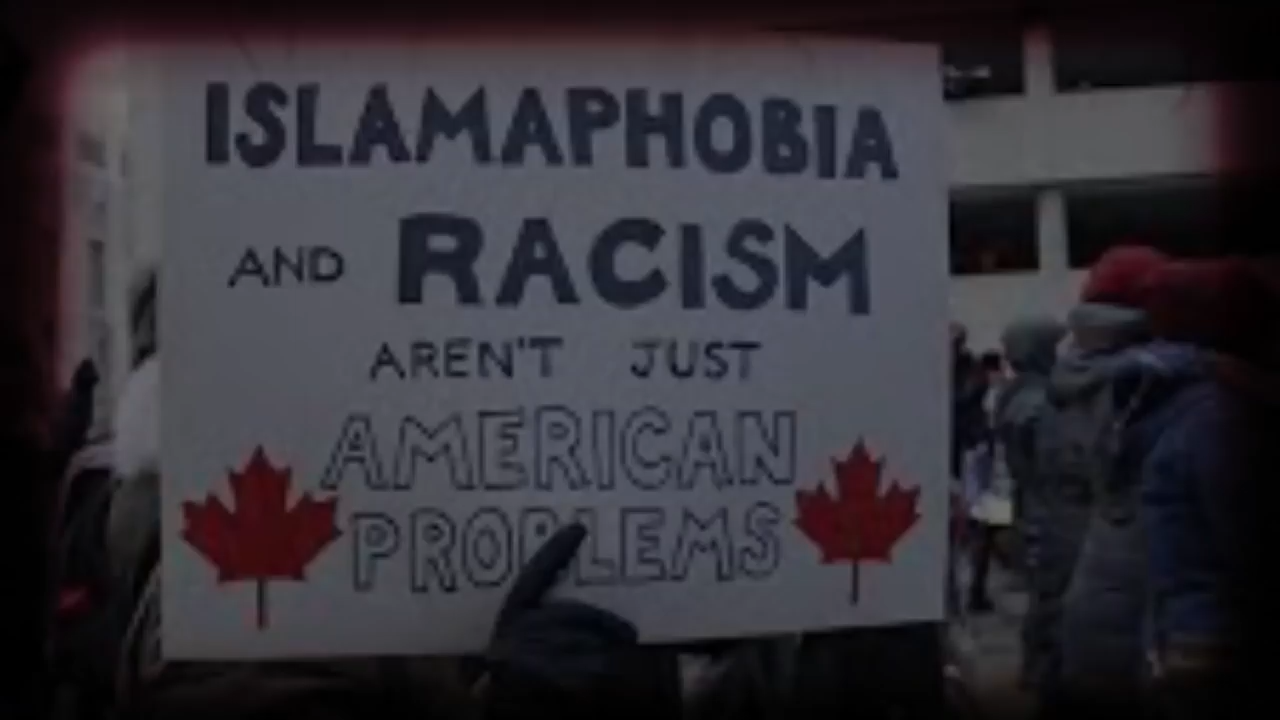 ISLAMAPHOBIA
AND RACISM
AREN'T JUST
AMERICAN
PROBLEMS